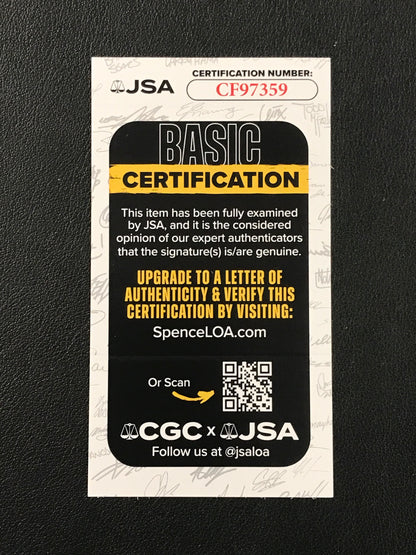 JSA
CERTIFICATION NUMBER:
CF97359
BASIC
CERTIFICATION
This item has been fully examined
by JSA, and it is the considered
opinion of our expert authenticators
that the signature(s) is/are genuine.
UPGRADE TO A LETTER OF
AUTHENTICITY & VERIFY THIS
CERTIFICATION BY VISITING:
SpenceLOA.com
Or Scan
CGC x JSA
Follow us at @jsaloa